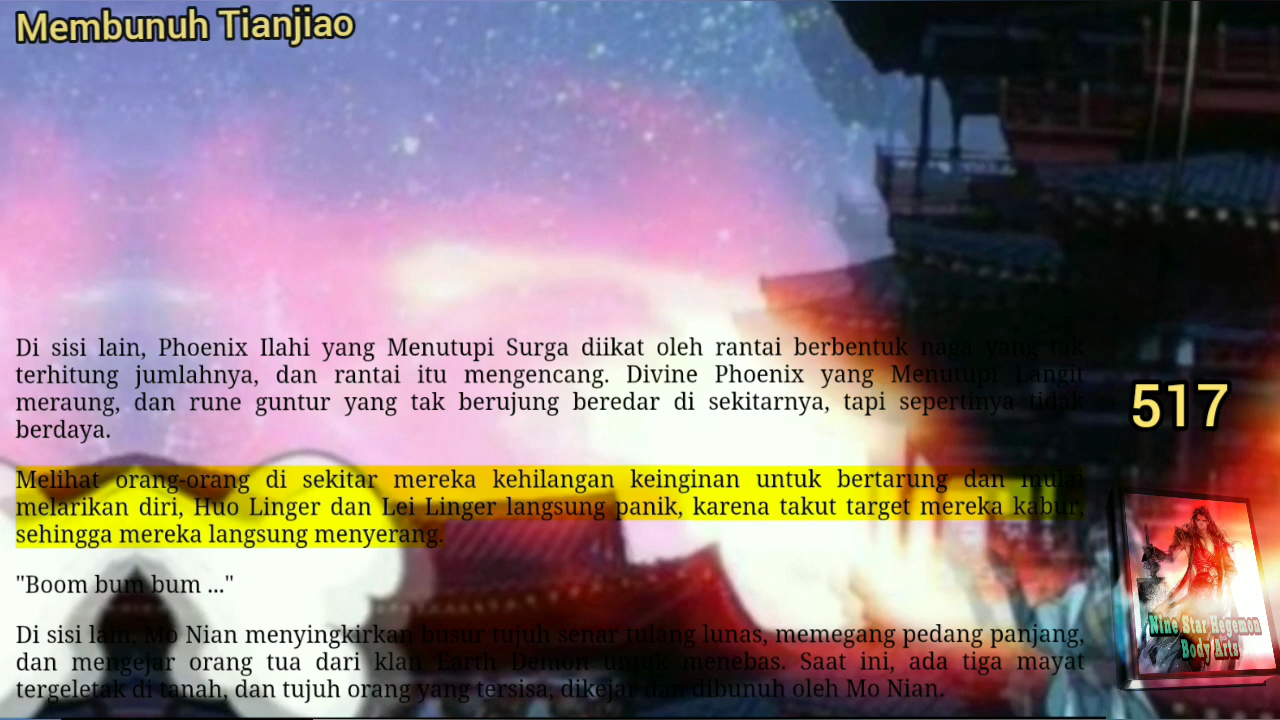 Membunuh Tianjiao
Di sisi lain, Phoenix Ilahi yang Menutupi Surga diikat oleh rantai berbentuk naga yang tak
terhitung jumlahnya, dan rantai itu mengencang. Divine Phoenix yang Menutupi Langit
meraung, dan rune guntur yang tak berujung beredar di sekitarnya, tapi sepertinya tidak
berdaya.
517
Melihat orang-orang di sekitar mereka kehilangan keinginan untuk bertarung dan mulai
melarikan diri, Huo Linger dan Lei Linger langsung panik, karena takut target mereka kabur,
sehingga mereka langsung menyerang.
"Boom bum bum ..."
Di sisi lain, Mo Nian menyingkirkan busur tujuh senar tulang lunas, memegang pedang panjang,
dan mengejar orang tua dari klan Earth Demon untuk menebas. Saat ini, ada tiga mayat
tergeletak di tanah, dan tujuh orang yang tersisa, dikejar dan dibunuh oleh Mo Nian.
Nine Star Hegemon
Body Arts